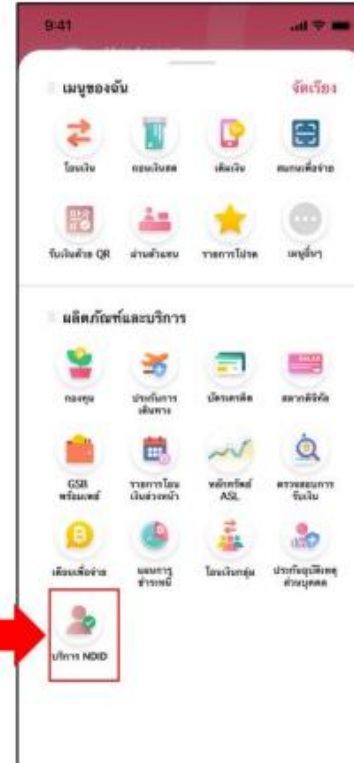 9:41
เมนูของฉัน
จัดเรียง
โอนเงิน
ถอนเงินสด
เติมเงิน
สแกนเพื่อจ่าย
รับเงินด้วย QR
ผ่านตัวแทน
รายการโปรด
เมนูอื่นๆ
ผลิตภัณฑ์และบริการ
กองทุน
ประกันการ
เดินทาง
บัตรเครดิต
สลากดิจิทัล
GSB
พร้อมเพย์
รายการโอน
เงินล่วงหน้า
หลักทรัพย์
ASL
ตรวจสอบการ
รับเงิน
เตือนเพื่อจ่าย
แผนการ
ชำระหนี้
โอนเงินกลุ่ม
ประกันอุบัติเหตุ
ส่วนบุคคล
บริการ NDID